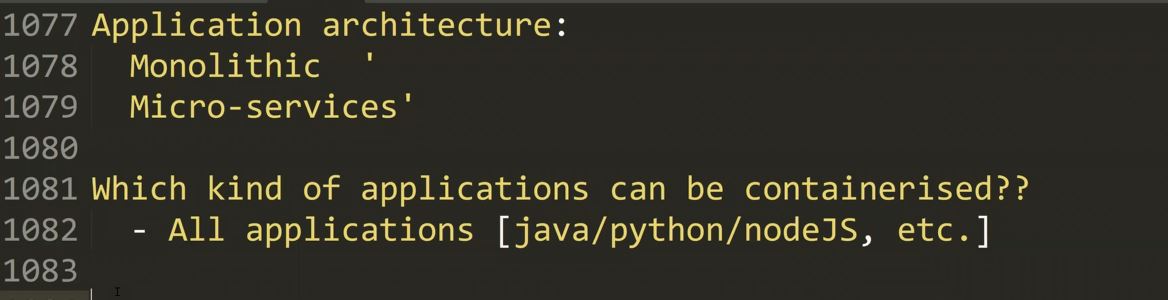 1077 Application architecture:
1078   Monolithic  '
1079   Micro-services'
1080
1081 Which kind of applications can be containerised??
1082   - All applications [java/python/nodeJS, etc.]
1083